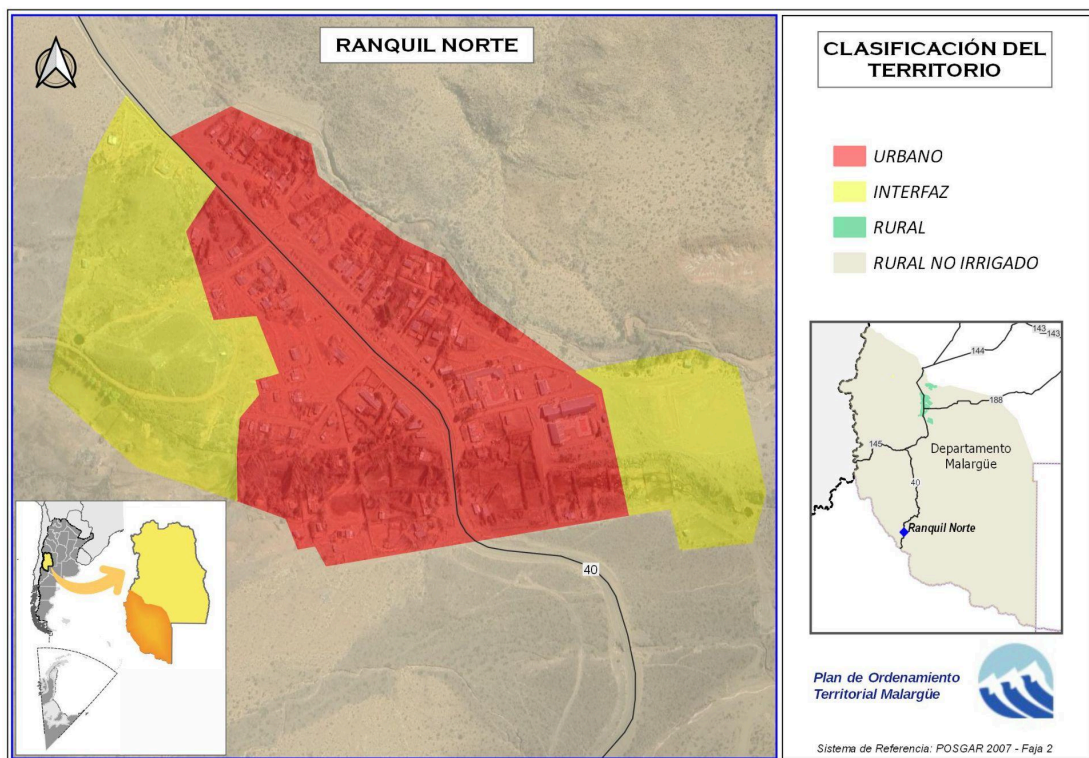 RANQUIL NORTE
40
CLASIFICACIÓN DEL
TERRITORIO
URBANO
INTERFAZ
RURAL
RURAL NO IRRIGADO
143
143
144
188
145
Departamento
Malargüe
40
Ranquil Norte
Plan de Ordenamiento
Territorial Malargüe
Sistema de Referencia: POSGAR 2007 - Faja 2